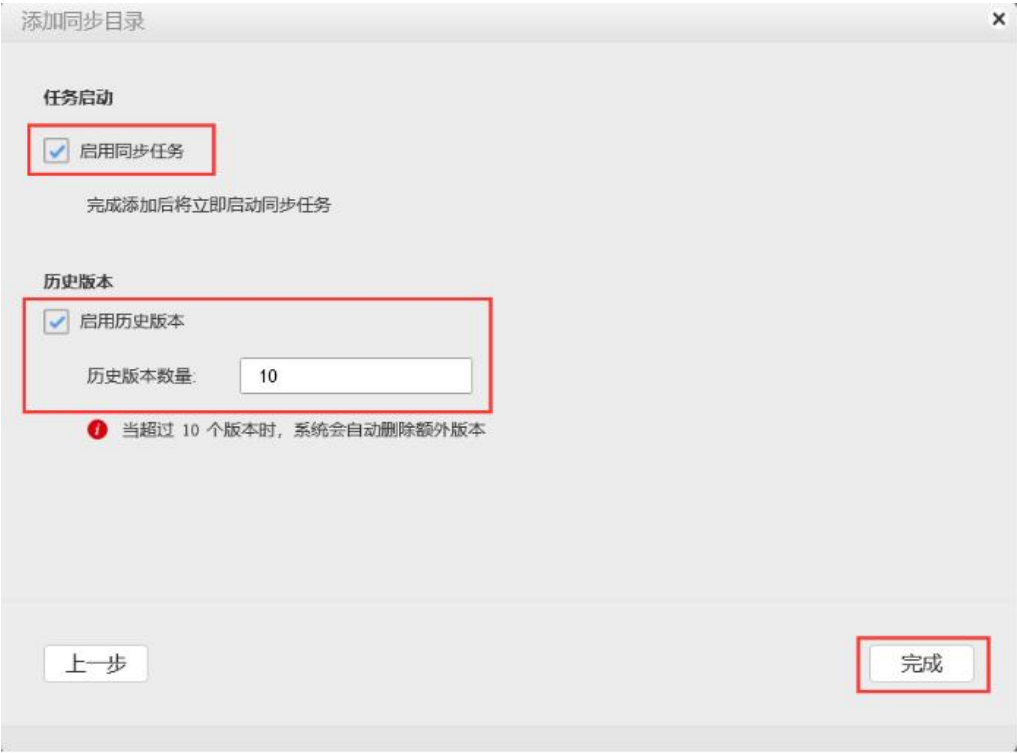 添加同步目录
任务启动
启用同步任务
完成添加后将立即启动同步任务
历史版本
启用历史版本
历史版本数量: 10
当超过 10 个版本时, 系统会自动删除额外版本
上一步 完成